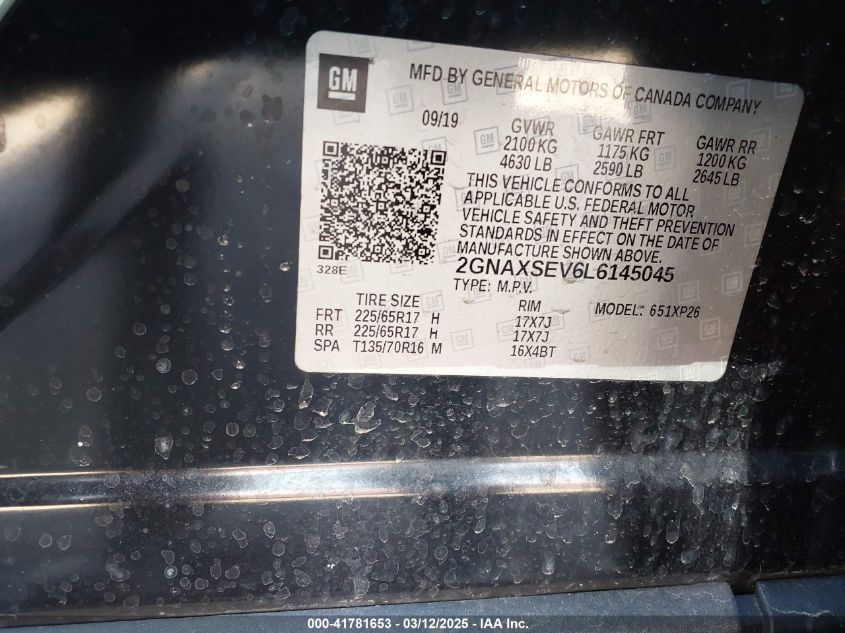 GM
MFD BY GENERAL MOTORS OF CANADA COMPANY
09/19 GVWR GAWR FRT GAWR RR
2100 KG 1175 KG 1200 KG
4630 LB 2590 LB 2645 LB
THIS VEHICLE CONFORMS TO ALL
APPLICABLE U.S. FEDERAL MOTOR
VEHICLE SAFETY AND THEFT PREVENTION
STANDARDS IN EFFECT ON THE DATE OF
MANUFACTURE SHOWN ABOVE.
328E
2GNAXSEV6L6145045
TYPE: M.P.V.
TIRE SIZE RIM MODEL: 651XP26
FRT 225/65R17 H 17X7J
RR 225/65R17 H 17X7J
SPA T135/70R16 M 16X4BT
000-41781653 / 03/12/2025 / COPYRIGHT IAA, LLC.